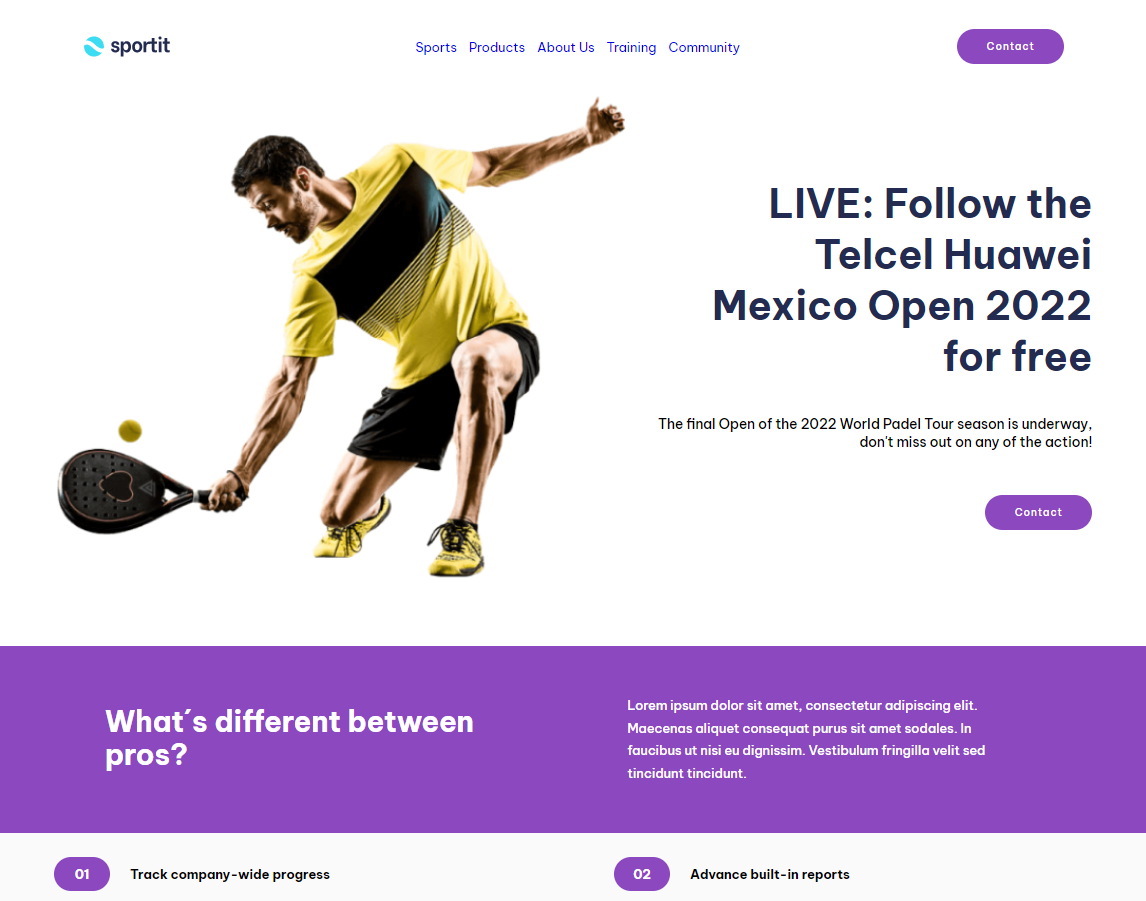 sportit
Sports Products About Us Training Community
Contact
LIVE: Follow the
Telcel Huawei
Mexico Open 2022
for free
The final Open of the 2022 World Padel Tour season is underway,
don't miss out on any of the action!
Contact
What´s different between
pros?
Lorem ipsum dolor sit amet, consectetur adipiscing elit.
Maecenas aliquet consequat purus sit amet sodales. In
faucibus ut nisi eu dignissim. Vestibulum fringilla velit sed
tincidunt tincidunt.
01 Track company-wide progress
02 Advance built-in reports